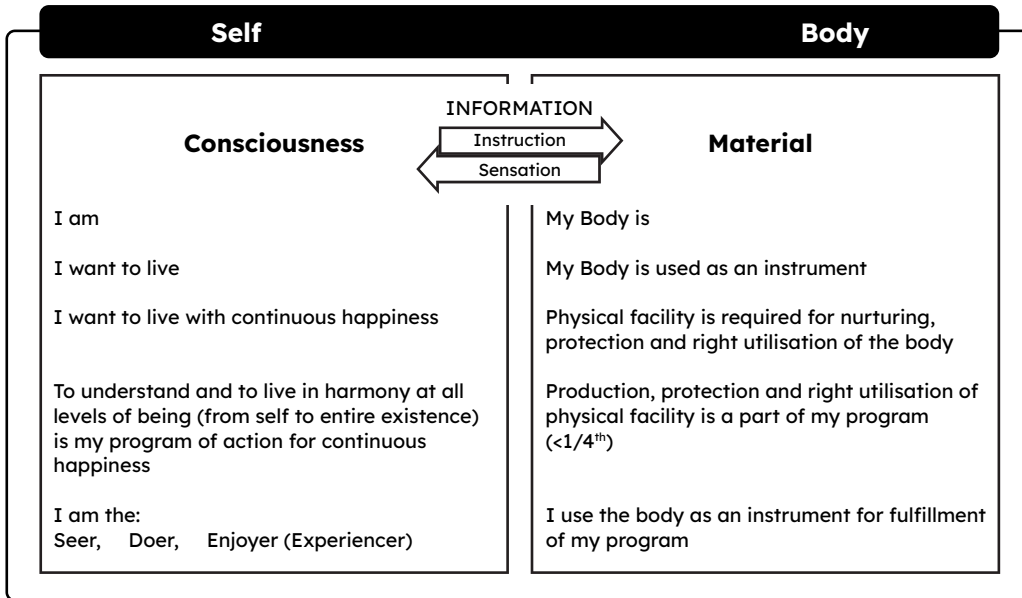 Self
Body
INFORMATION
Instruction
Sensation
Consciousness
Material
I am
My Body is
I want to live
My Body is used as an instrument
I want to live with continuous happiness
Physical facility is required for nurturing,
protection and right utilisation of the body
To understand and to live in harmony at all
levels of being (from self to entire existence)
is my program of action for continuous
happiness
Production, protection and right utilisation of
physical facility is a part of my program
(<1/4ᵗʰ)
I am the:
Seer, Doer, Enjoyer (Experiencer)
I use the body as an instrument for fulfillment
of my program